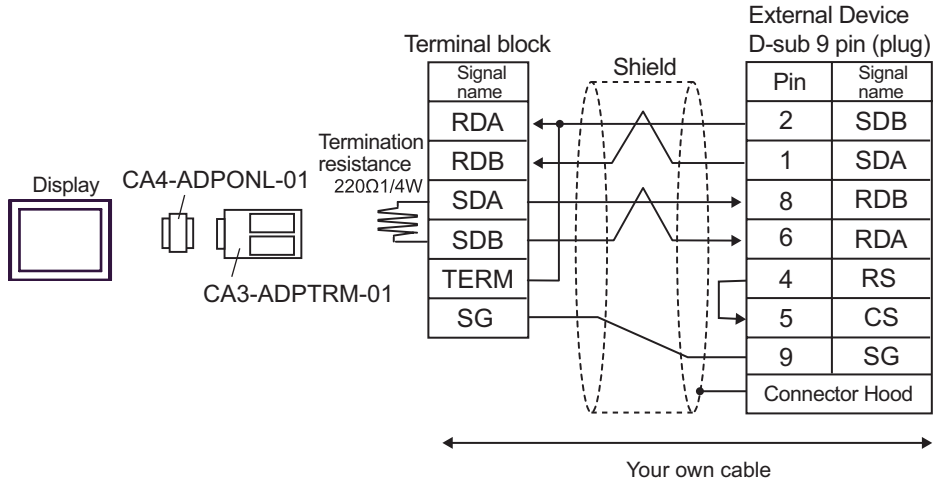 External Device
D-sub 9 pin (plug)
Terminal block
Shield
Signal name
Pin
Signal name
RDA
2
SDB
Termination resistance
220Ω1/4W
RDB
1
SDA
Display
CA4-ADPONL-01
SDA
8
RDB
SDB
6
RDA
CA3-ADPTRM-01
TERM
4
RS
SG
5
CS
9
SG
Connector Hood
Your own cable